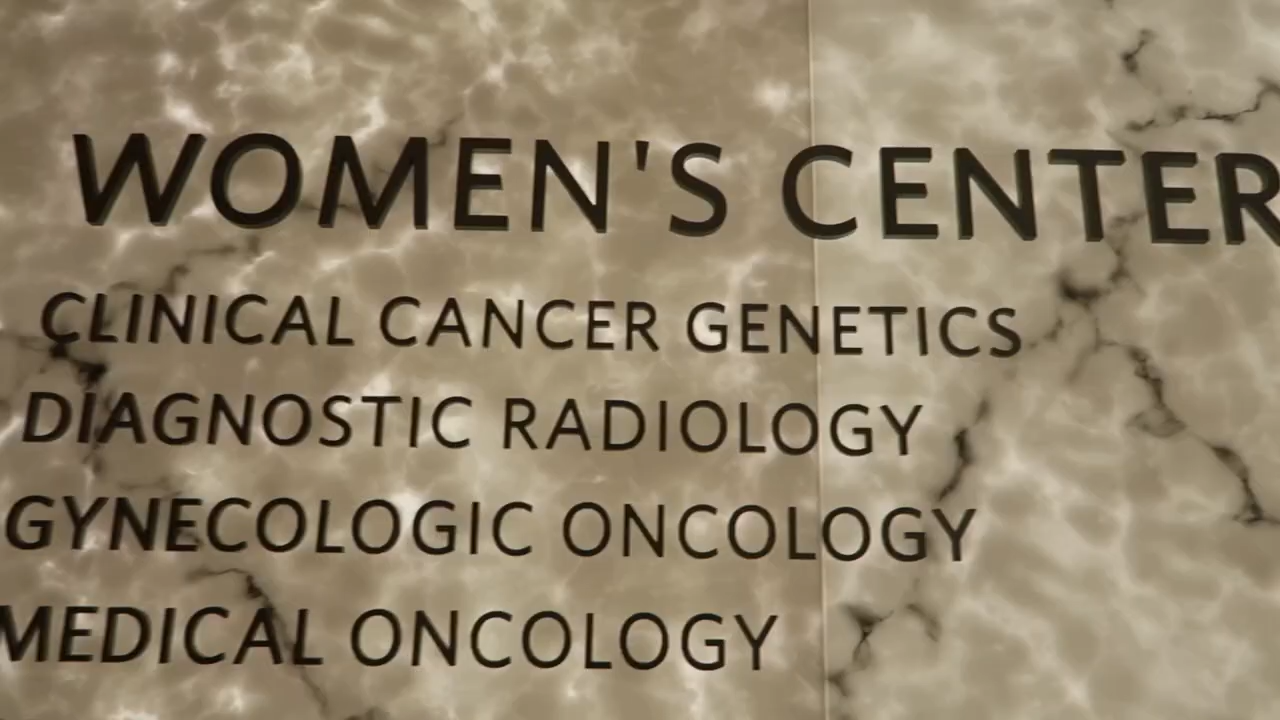 WOMEN'S CENTER
CLINICAL CANCER GENETICS
DIAGNOSTIC RADIOLOGY
GYNECOLOGIC ONCOLOGY
MEDICAL ONCOLOGY